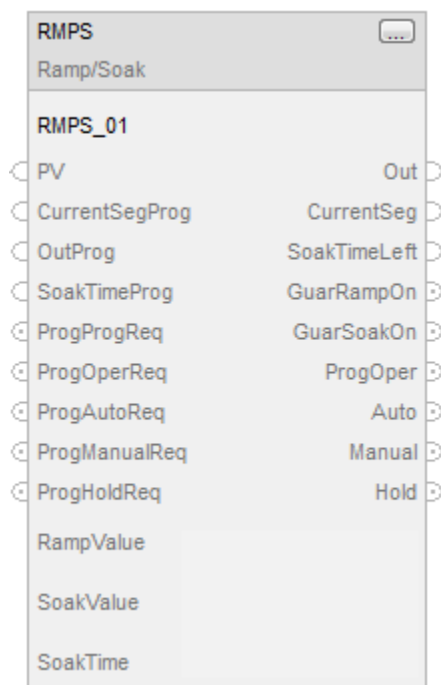 RMPS ...
Ramp/Soak
RMPS_01
PV Out
CurrentSegProg CurrentSeg
OutProg SoakTimeLeft
SoakTimeProg GuarRampOn
ProgProgReq GuarSoakOn
ProgOperReq ProgOper
ProgAutoReq Auto
ProgManualReq Manual
ProgHoldReq Hold
RampValue
SoakValue
SoakTime